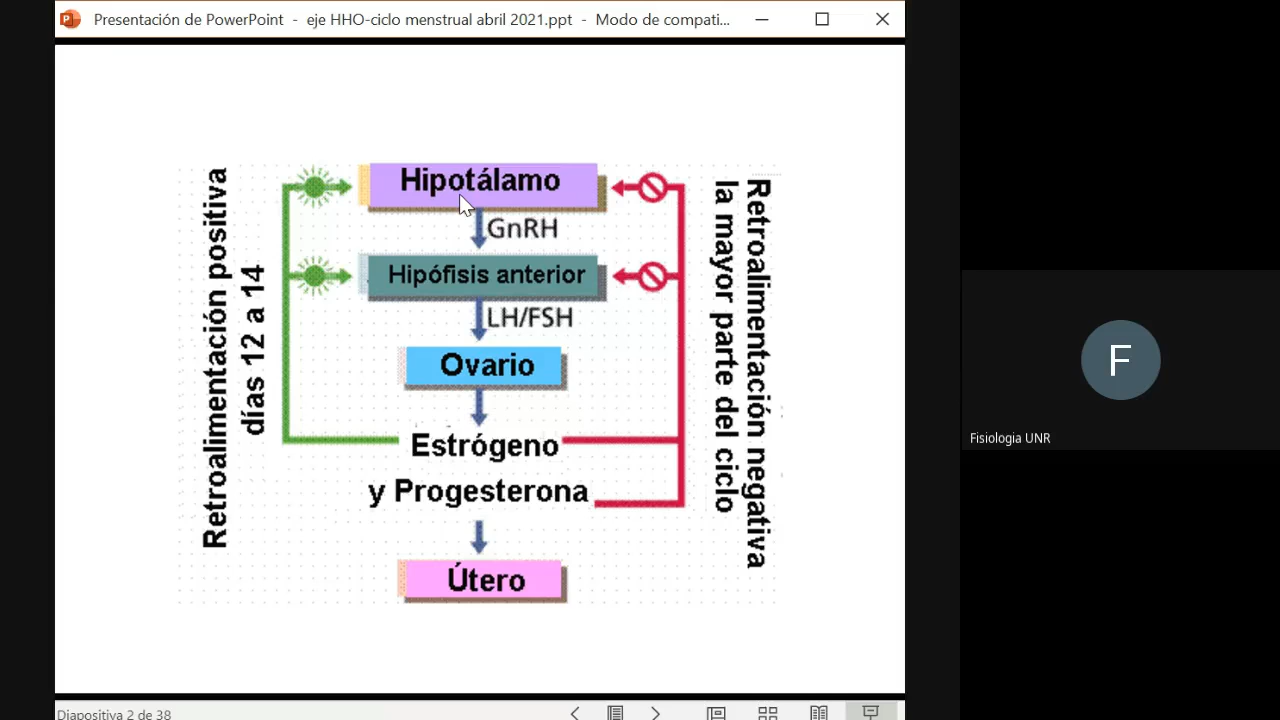 Presentación de PowerPoint - eje HHO-ciclo menstrual abril 2021.ppt - Modo de compati...
Retroalimentación positiva
días 12 a 14
Hipotálamo
GnRH
Hipófisis anterior
LH/FSH
Ovario
Estrógeno
y Progesterona
Útero
Retroalimentación negativa
la mayor parte del ciclo
F
Fisiologia UNR
Diapositiva 2 de 38